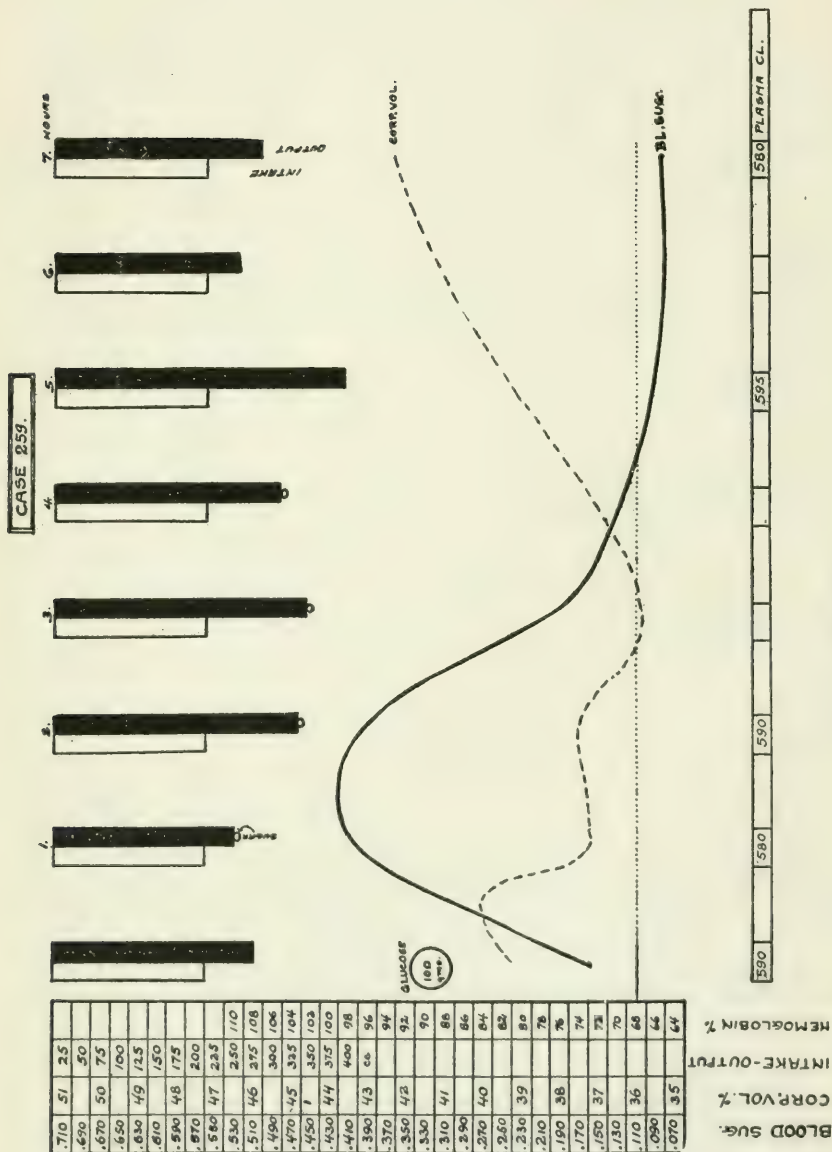 CASE 259.
1. 2. 3. 4. 5. 6. 7. HOURS
SUGAR
INTAKE
OUTPUT
GLUCOSE
100
gms.
CORP. VOL.
BL. SUG.
.710 51 25
.690 50
.670 50 75
.650 100
.630 49 125
.610 150
.590 48 175
.570 200
.550 47 225
.530 250 110
.510 46 275 108
.490 300 106
.470 45 325 104
.450 350 102
.430 44 375 100
.410 400 98
.390 43 cc 96
.370 94
.350 42 92
.330 90
.310 41 88
.290 86
.270 40 84
.250 82
.230 39 80
.210 78
.190 38 76
.170 74
.150 37 72
.130 70
.110 36 68
.090 66
.070 35 64
BLOOD SUG. CORP. VOL. % INTAKE-OUTPUT HEMOGLOBIN %
590 580 590 595 580 PLASMA CL.